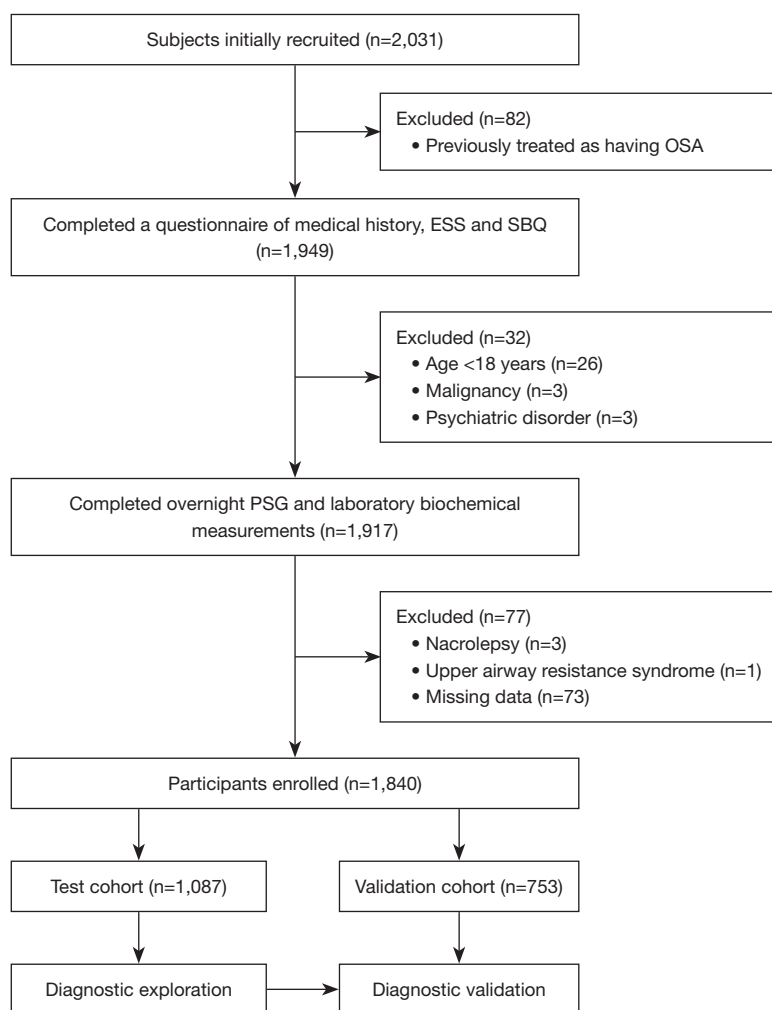 Subjects initially recruited (n=2,031)
Excluded (n=82)
• Previously treated as having OSA
Completed a questionnaire of medical history, ESS and SBQ
(n=1,949)
Excluded (n=32)
• Age <18 years (n=26)
• Malignancy (n=3)
• Psychiatric disorder (n=3)
Completed overnight PSG and laboratory biochemical
measurements (n=1,917)
Excluded (n=77)
• Nacrolepsy (n=3)
• Upper airway resistance syndrome (n=1)
• Missing data (n=73)
Participants enrolled (n=1,840)
Test cohort (n=1,087)
Validation cohort (n=753)
Diagnostic exploration
Diagnostic validation